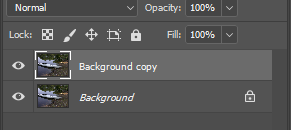 Normal Opacity: 100%
Lock: Fill: 100%
Background copy
Background